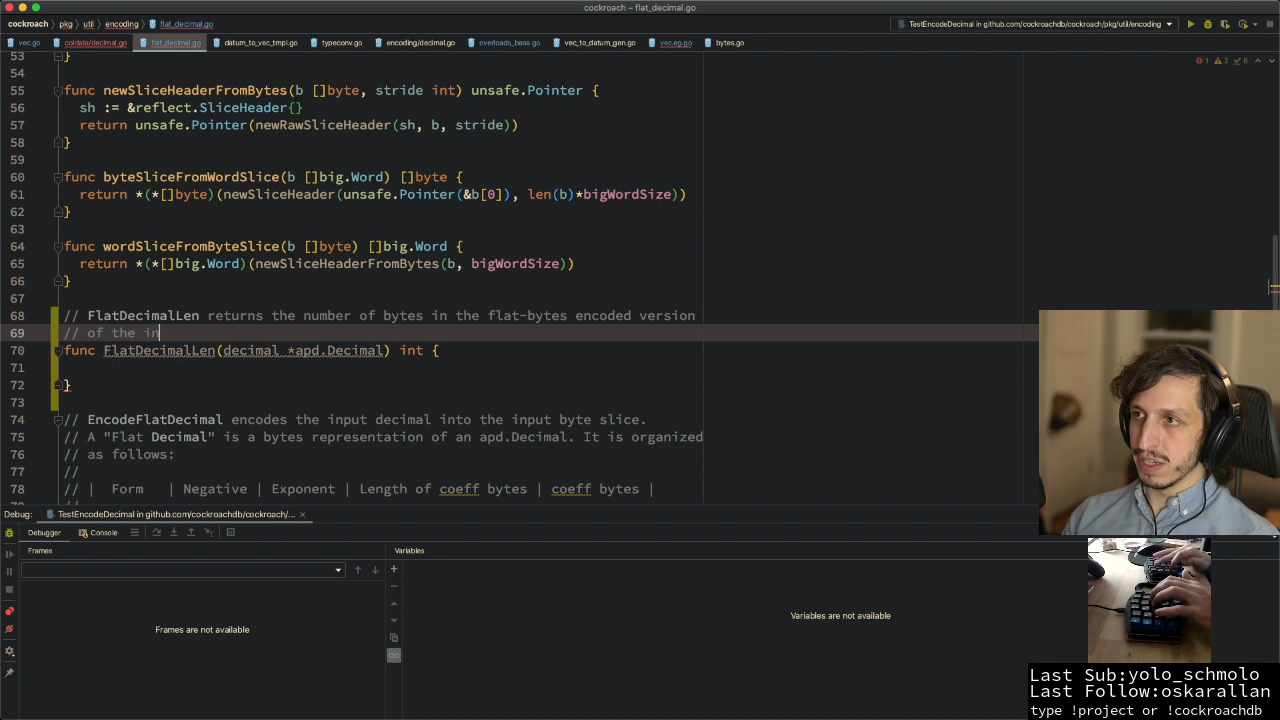 cockroach – flat_decimal.go
cockroach pkg util encoding flat_decimal.go
TestEncodeDecimal in github.com/cockroachdb/cockroach/pkg/util/encoding
vec.go coldata/decimal.go flat_decimal.go datum_to_vec_tmpl.go typeconv.go encoding/decimal.go overloads_base.go vec_to_datum_gen.go vec.eg.go bytes.go
1 2 6
53 }
54
55 func newSliceHeaderFromBytes(b []byte, stride int) unsafe.Pointer {
56 sh := &reflect.SliceHeader{}
57 return unsafe.Pointer(newRawSliceHeader(sh, b, stride))
58 }
59
60 func byteSliceFromWordSlice(b []big.Word) []byte {
61 return *(*[]byte)(newSliceHeader(unsafe.Pointer(&b[0]), len(b)*bigWordSize))
62 }
63
64 func wordSliceFromByteSlice(b []byte) []big.Word {
65 return *(*[]big.Word)(newSliceHeaderFromBytes(b, bigWordSize))
66 }
67
68 // FlatDecimalLen returns the number of bytes in the flat-bytes encoded version
69 // of the in
70 func FlatDecimalLen(decimal *apd.Decimal) int {
71
72 }
73
74 // EncodeFlatDecimal encodes the input decimal into the input byte slice.
75 // A "Flat Decimal" is a bytes representation of an apd.Decimal. It is organized
76 // as follows:
77 //
78 // | Form | Negative | Exponent | Length of coeff bytes | coeff bytes |
Debug: TestEncodeDecimal in github.com/cockroachdb/cockroach/...
Debugger Console
Frames Variables
Frames are not available
Variables are not available
Last Sub:yolo_schmolo
Last Follow:oskarallan
type !project or !cockroachdb